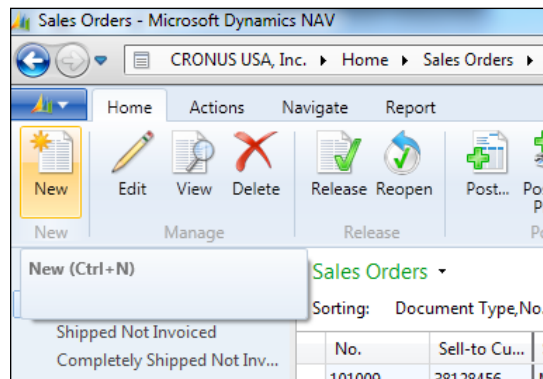 Sales Orders - Microsoft Dynamics NAV
CRONUS USA, Inc. Home Sales Orders
Home Actions Navigate Report
New Edit View Delete Release Reopen Post...
New Manage Release
New (Ctrl+N)
Sales Orders
Sorting: Document Type,No.
Shipped Not Invoiced
Completely Shipped Not Inv...
No. Sell-to Cu...
101009 38128456